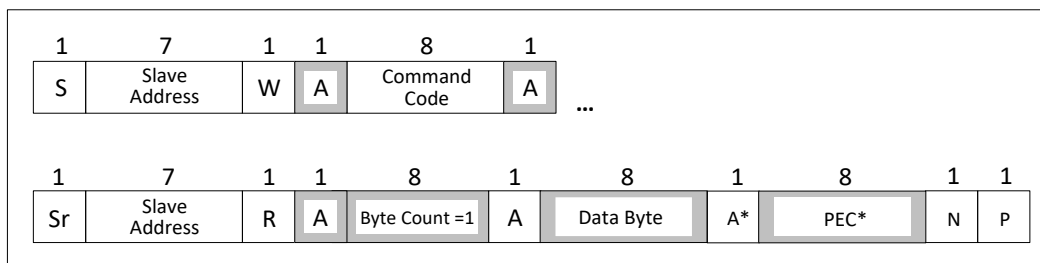 1 7 1 1 8 1
S Slave Address W A Command Code A ...
1 7 1 1 8 1 8 1 8 1 1
Sr Slave Address R A Byte Count =1 A Data Byte A* PEC* N P